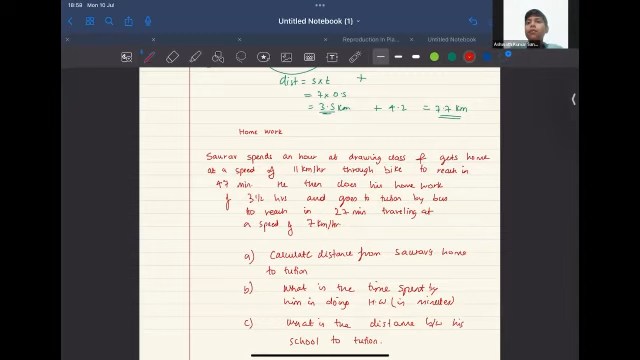 18:59 Mon 10 Jul
Untitled Notebook (1)
Reproduction in Pla
Untitled Notebook
dist = s x t +
= 7 x 0.5
= 3.5 km + 4.2 = 7.7 km
Home Work
Saurav spends an hour at drawing class & gets home
at a speed of 11 km/hr through bike to reach in
47 min. He then does his home work
of 3 1/2 hrs and goes to tution by bus
to reach in 27 min traveling at
a speed of 7 km/hr
a) Calculate distance from Saurav's home
to tution
b) What is the time spent by
him in doing H.W (in minutes)
c) What is the distance b/w his
school to tution.